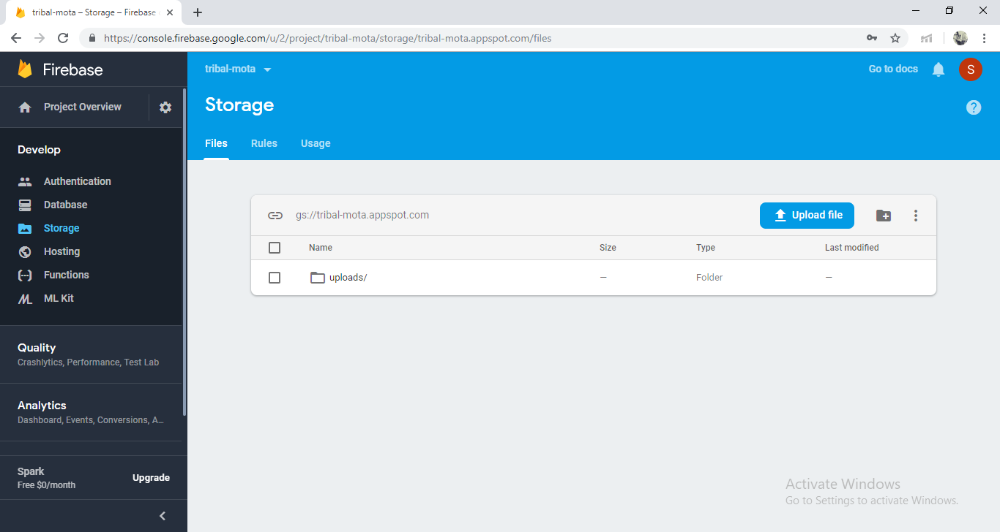 tribal-mota – Storage – Firebase
https://console.firebase.google.com/u/2/project/tribal-mota/storage/tribal-mota.appspot.com/files
Firebase
Project Overview
Develop
Authentication
Database
Storage
Hosting
Functions
ML Kit
Quality
Crashlytics, Performance, Test Lab
Analytics
Dashboard, Events, Conversions, A...
Spark
Free $0/month
Upgrade
tribal-mota
Go to docs
S
Storage
?
Files Rules Usage
gs://tribal-mota.appspot.com
Upload file
Name Size Type Last modified
uploads/ – Folder –
Activate Windows
Go to Settings to activate Windows.